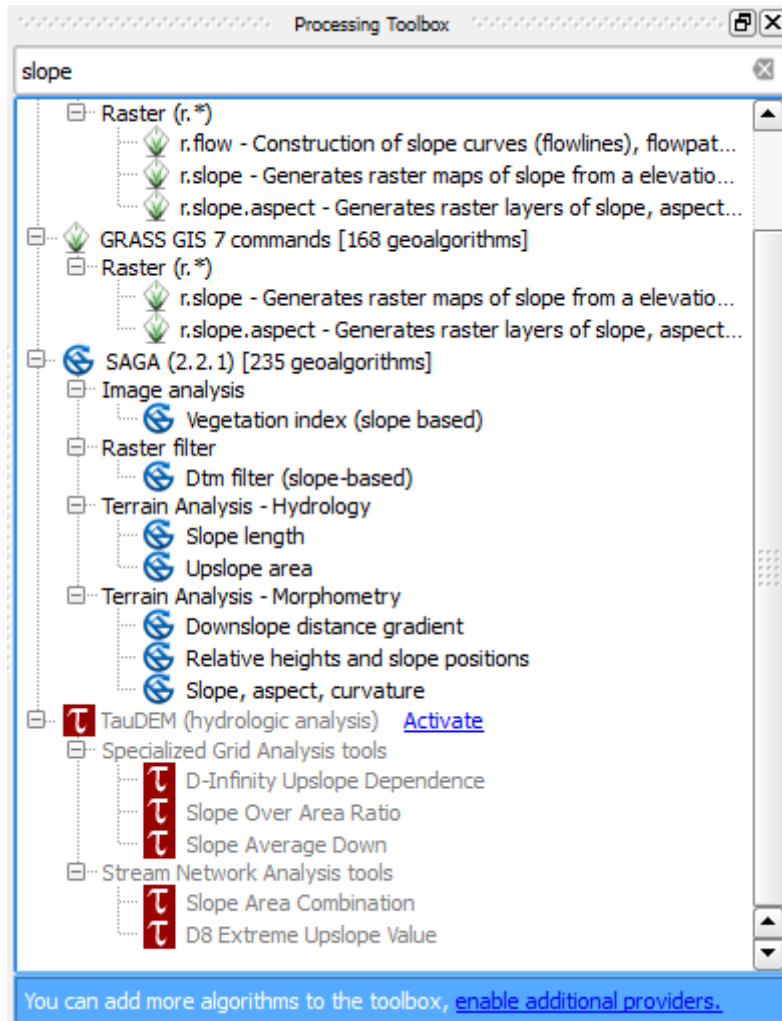 Processing Toolbox
slope
Raster (r.*)
r.flow - Construction of slope curves (flowlines), flowpat...
r.slope - Generates raster maps of slope from a elevatio...
r.slope.aspect - Generates raster layers of slope, aspect...
GRASS GIS 7 commands [168 geoalgorithms]
Raster (r.*)
r.slope - Generates raster maps of slope from a elevatio...
r.slope.aspect - Generates raster layers of slope, aspect...
SAGA (2.2.1) [235 geoalgorithms]
Image analysis
Vegetation index (slope based)
Raster filter
Dtm filter (slope-based)
Terrain Analysis - Hydrology
Slope length
Upslope area
Terrain Analysis - Morphometry
Downslope distance gradient
Relative heights and slope positions
Slope, aspect, curvature
TauDEM (hydrologic analysis) Activate
Specialized Grid Analysis tools
D-Infinity Upslope Dependence
Slope Over Area Ratio
Slope Average Down
Stream Network Analysis tools
Slope Area Combination
D8 Extreme Upslope Value
You can add more algorithms to the toolbox, enable additional providers.